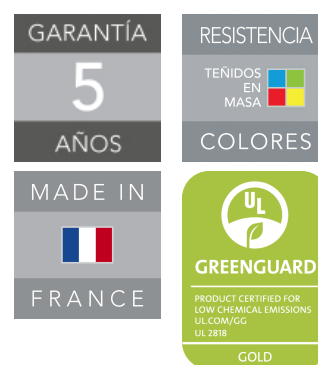 GARANTÍA
5
AÑOS
RESISTENCIA
TEÑIDOS
EN
MASA
COLORES
MADE IN
FRANCE
UL
GREENGUARD
PRODUCT CERTIFIED FOR
LOW CHEMICAL EMISSIONS
UL.COM/GG
UL 2818
GOLD